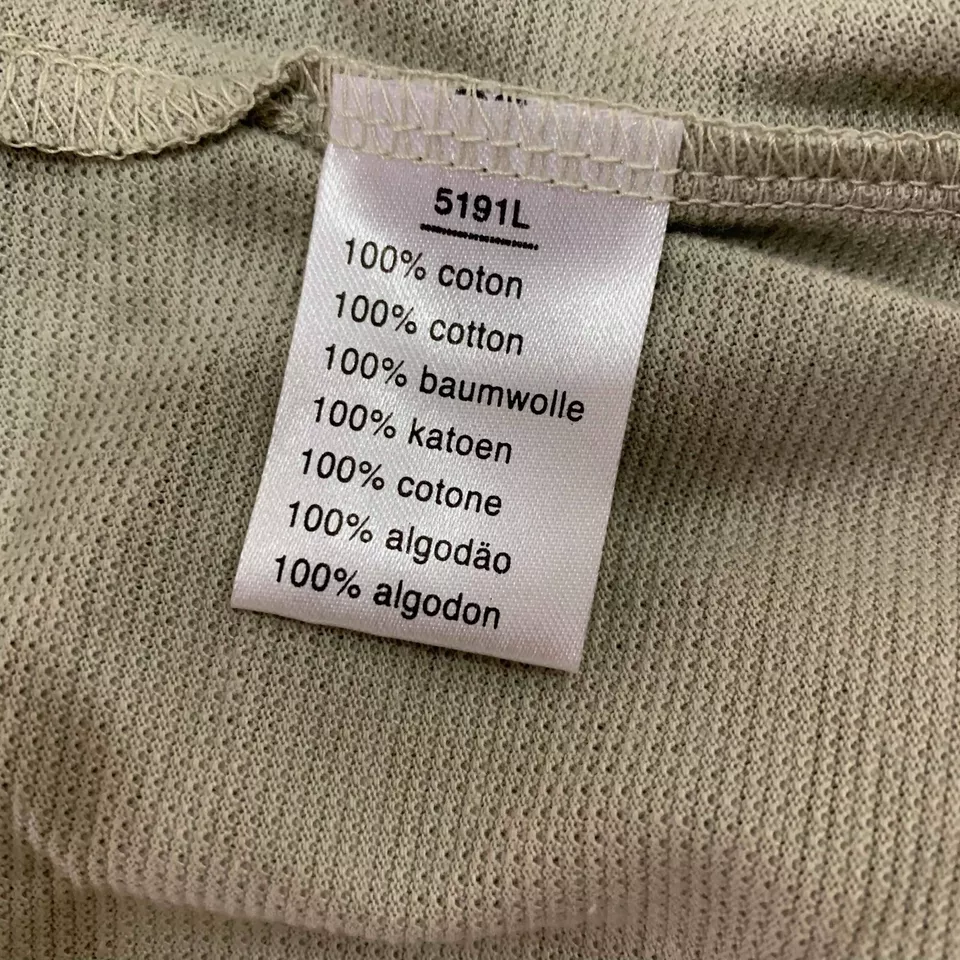 5191L
100% coton
100% cotton
100% baumwolle
100% katoen
100% cotone
100% algodäo
100% algodon